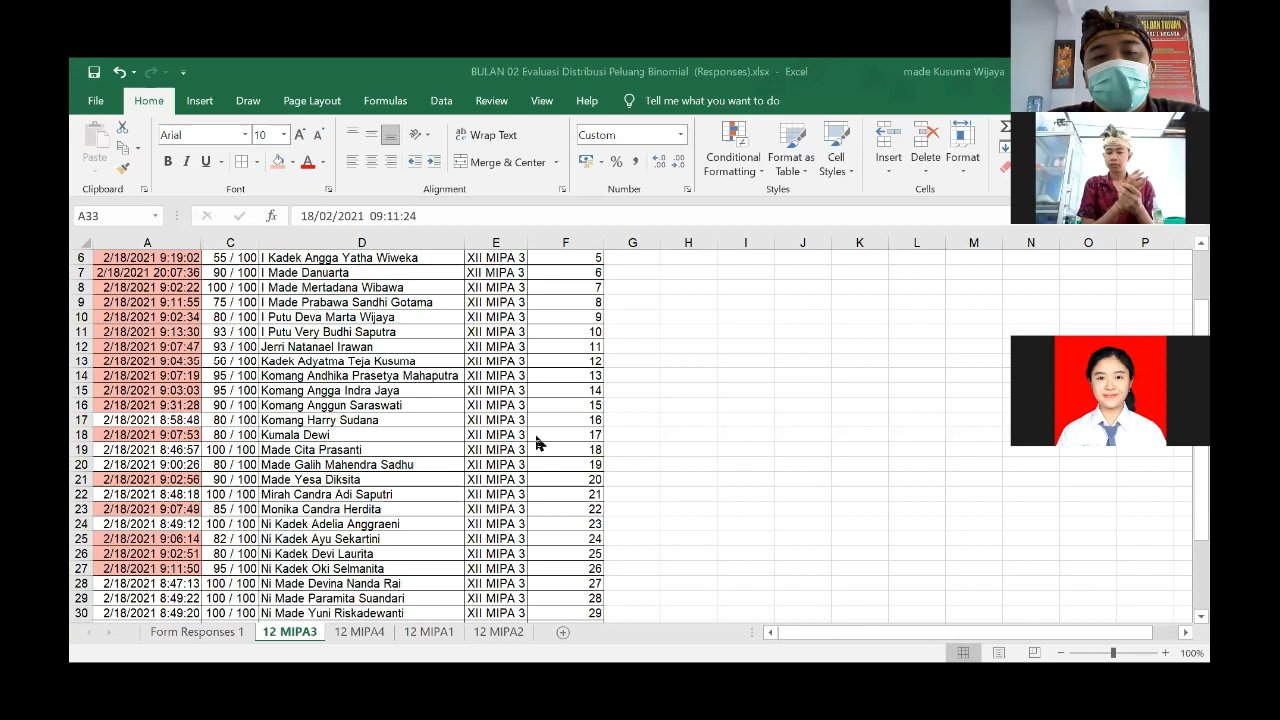 BULAN 02 Evaluasi Distribusi Peluang Binomial (Responses).xlsx - Excel
made Kusuma Wijaya
File Home Insert Draw Page Layout Formulas Data Review View Help Tell me what you want to do
Paste
Arial 10
Wrap Text
Custom
B I U
Merge & Center
% ,
Conditional Formatting
Format as Table
Cell Styles
Insert
Delete
Format
Clipboard Font Alignment Number Styles Cells
A33 fx 18/02/2021 09:11:24
A C D E F G H I J K L M N O P
6 2/18/2021 9:19:02 55 / 100 I Kadek Angga Yatha Wiweka XII MIPA 3 5
7 2/18/2021 20:07:36 90 / 100 I Made Danuarta XII MIPA 3 6
8 2/18/2021 9:02:22 100 / 100 I Made Mertadana Wibawa XII MIPA 3 7
9 2/18/2021 9:11:55 75 / 100 I Made Prabawa Sandhi Gotama XII MIPA 3 8
10 2/18/2021 9:02:34 80 / 100 I Putu Deva Marta Wijaya XII MIPA 3 9
11 2/18/2021 9:13:30 93 / 100 I Putu Very Budhi Saputra XII MIPA 3 10
12 2/18/2021 9:07:47 93 / 100 Jerri Natanael Irawan XII MIPA 3 11
13 2/18/2021 9:04:35 56 / 100 Kadek Adyatma Teja Kusuma XII MIPA 3 12
14 2/18/2021 9:07:19 95 / 100 Komang Andhika Prasetya Mahaputra XII MIPA 3 13
15 2/18/2021 9:03:03 95 / 100 Komang Angga Indra Jaya XII MIPA 3 14
16 2/18/2021 9:31:28 90 / 100 Komang Anggun Saraswati XII MIPA 3 15
17 2/18/2021 8:58:48 80 / 100 Komang Harry Sudana XII MIPA 3 16
18 2/18/2021 9:07:53 80 / 100 Kumala Dewi XII MIPA 3 17
19 2/18/2021 8:46:57 100 / 100 Made Cita Prasanti XII MIPA 3 18
20 2/18/2021 9:00:26 80 / 100 Made Galih Mahendra Sadhu XII MIPA 3 19
21 2/18/2021 9:02:56 90 / 100 Made Yesa Diksita XII MIPA 3 20
22 2/18/2021 8:48:18 100 / 100 Mirah Candra Adi Saputri XII MIPA 3 21
23 2/18/2021 9:07:49 85 / 100 Monika Candra Herdita XII MIPA 3 22
24 2/18/2021 8:49:12 100 / 100 Ni Kadek Adelia Anggraeni XII MIPA 3 23
25 2/18/2021 9:06:14 82 / 100 Ni Kadek Ayu Sekartini XII MIPA 3 24
26 2/18/2021 9:02:51 80 / 100 Ni Kadek Devi Laurita XII MIPA 3 25
27 2/18/2021 9:11:50 95 / 100 Ni Kadek Oki Selmanita XII MIPA 3 26
28 2/18/2021 8:47:13 100 / 100 Ni Made Devina Nanda Rai XII MIPA 3 27
29 2/18/2021 8:49:22 100 / 100 Ni Made Paramita Suandari XII MIPA 3 28
30 2/18/2021 8:49:20 100 / 100 Ni Made Yuni Riskadewanti XII MIPA 3 29
Form Responses 1 12 MIPA3 12 MIPA4 12 MIPA1 12 MIPA2
100%